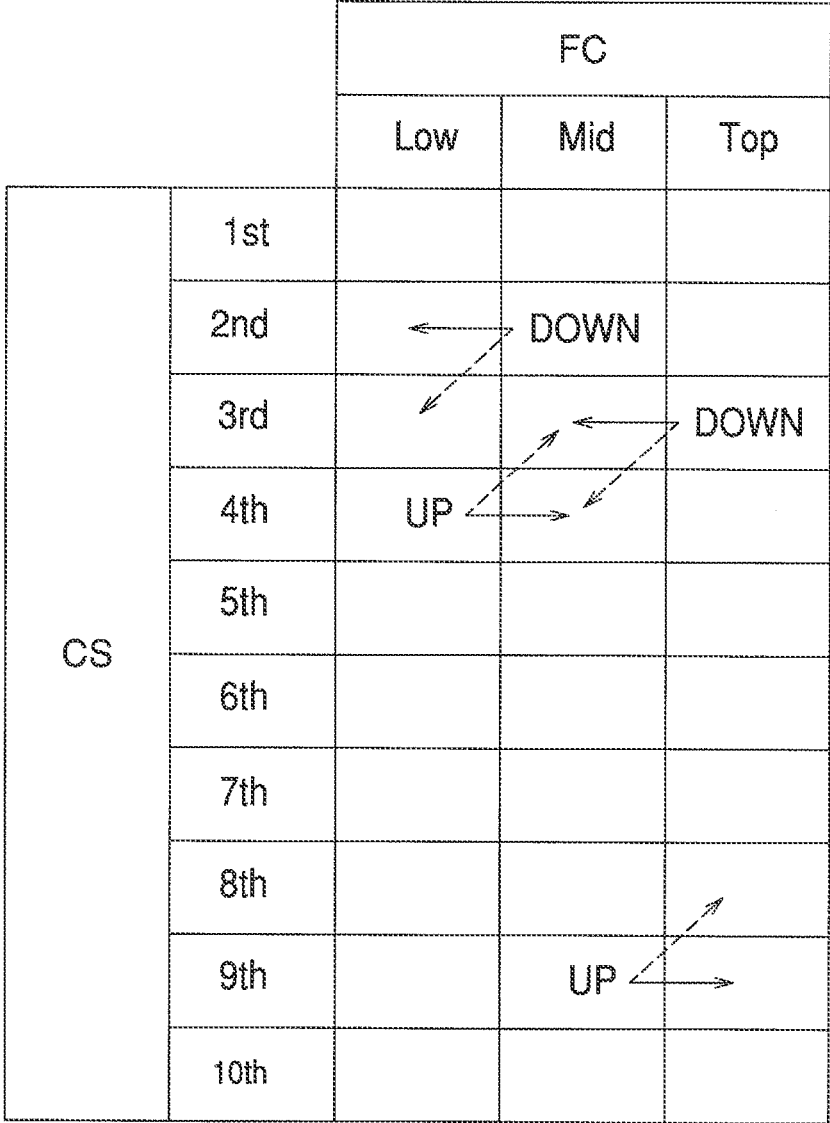 FC
Low Mid Top
1st
2nd DOWN
3rd DOWN
4th UP
5th
CS
6th
7th
8th
9th UP
10th